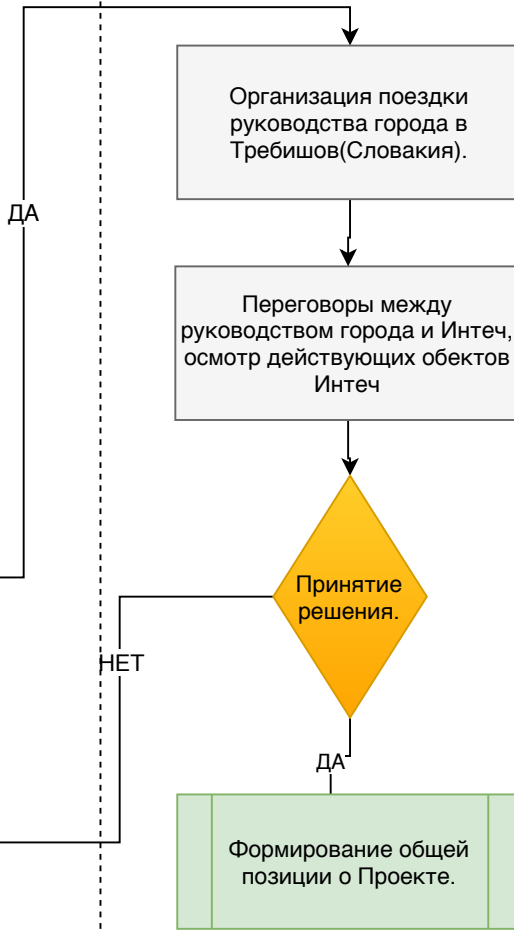 Организация поездки
руководства города в
Требишов(Словакия).
ДА
Переговоры между
руководством города и Интеч,
осмотр действующих обектов
Интеч
Принятие
решения.
НЕТ
ДА
Формирование общей
позиции о Проекте.